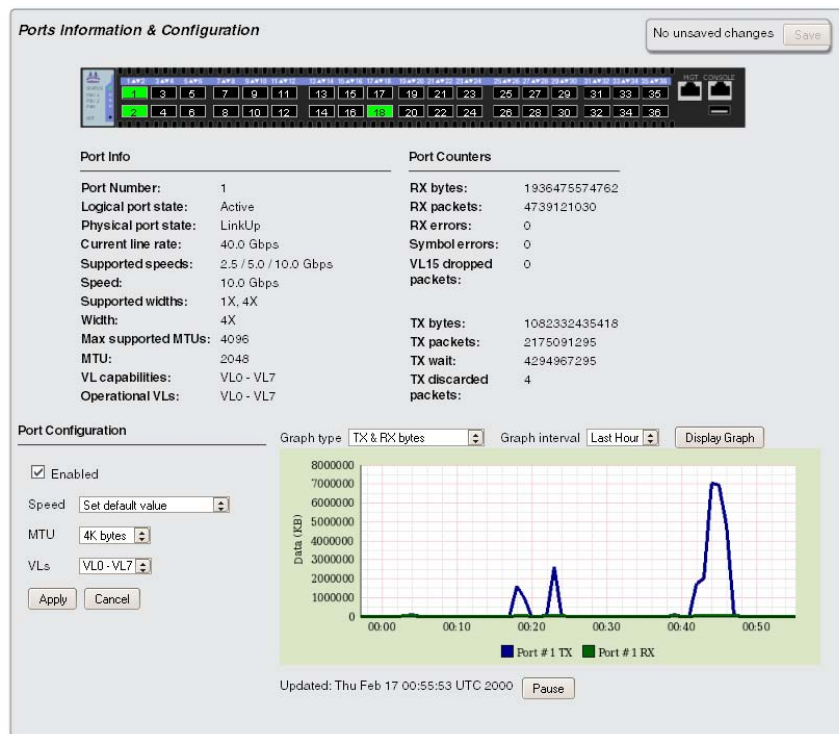 Ports Information & Configuration
No unsaved changes Save
MGT CONSOLE
1 3 5 7 9 11 13 15 17 19 21 23 25 27 29 31 33 35
2 4 6 8 10 12 14 16 18 20 22 24 26 28 30 32 34 36
Port Info
Port Number: 1
Logical port state: Active
Physical port state: LinkUp
Current line rate: 40.0 Gbps
Supported speeds: 2.5 / 5.0 / 10.0 Gbps
Speed: 10.0 Gbps
Supported widths: 1X, 4X
Width: 4X
Max supported MTUs: 4096
MTU: 2048
VL capabilities: VL0 - VL7
Operational VLs: VL0 - VL7
Port Counters
RX bytes: 1936475574762
RX packets: 4739121030
RX errors: 0
Symbol errors: 0
VL15 dropped 0
packets:
TX bytes: 1082332435418
TX packets: 2175091295
TX wait: 4294967295
TX discarded 4
packets:
Port Configuration
Enabled
Speed Set default value
MTU 4K bytes
VLs VL0 - VL7
Apply Cancel
Graph type TX & RX bytes Graph interval Last Hour Display Graph
8000000
7000000
6000000
5000000
4000000
3000000
2000000
1000000
0
Data (KB)
00:00 00:10 00:20 00:30 00:40 00:50
Port # 1 TX Port # 1 RX
Updated: Thu Feb 17 00:55:53 UTC 2000 Pause